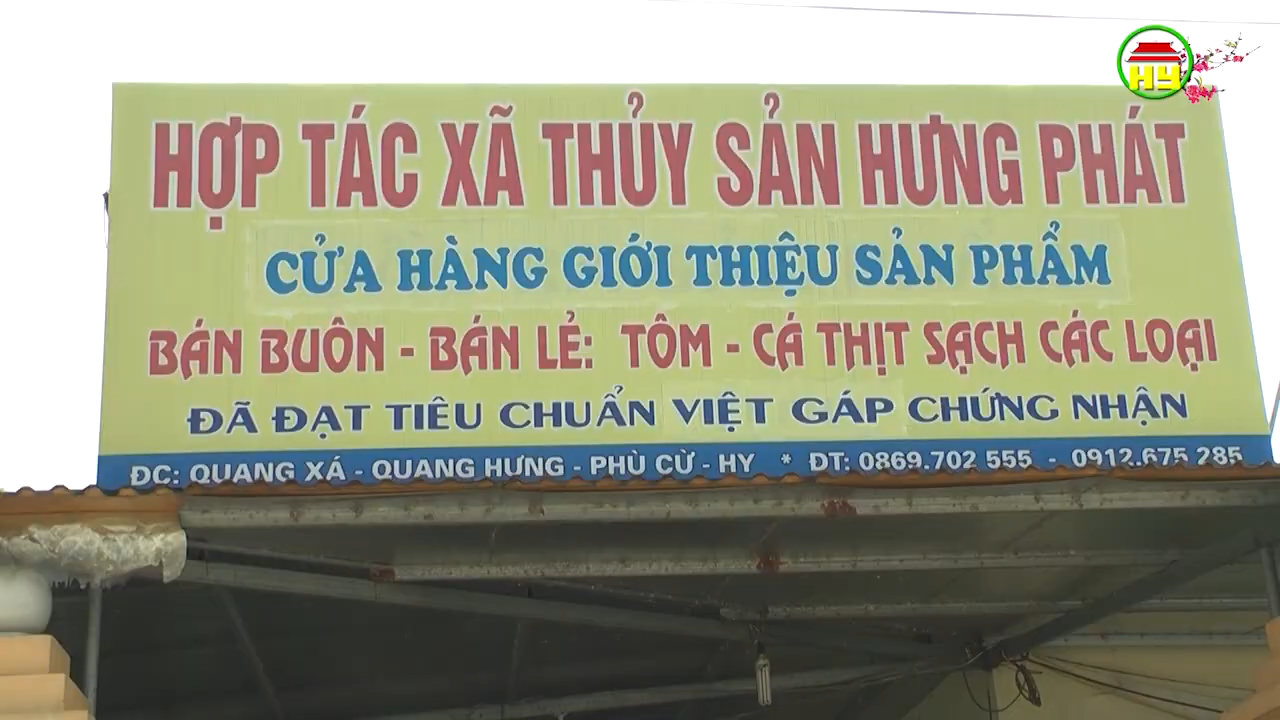 HY
HỢP TÁC XÃ THỦY SẢN HƯNG PHÁT
CỬA HÀNG GIỚI THIỆU SẢN PHẨM
BÁN BUÔN - BÁN LẺ: TÔM - CÁ THỊT SẠCH CÁC LOẠI
ĐÃ ĐẠT TIÊU CHUẨN VIỆT GÁP CHỨNG NHẬN
ĐC: QUANG XÁ - QUANG HƯNG - PHÙ CỪ - HY * ĐT: 0869.702 555 - 0912.675 285